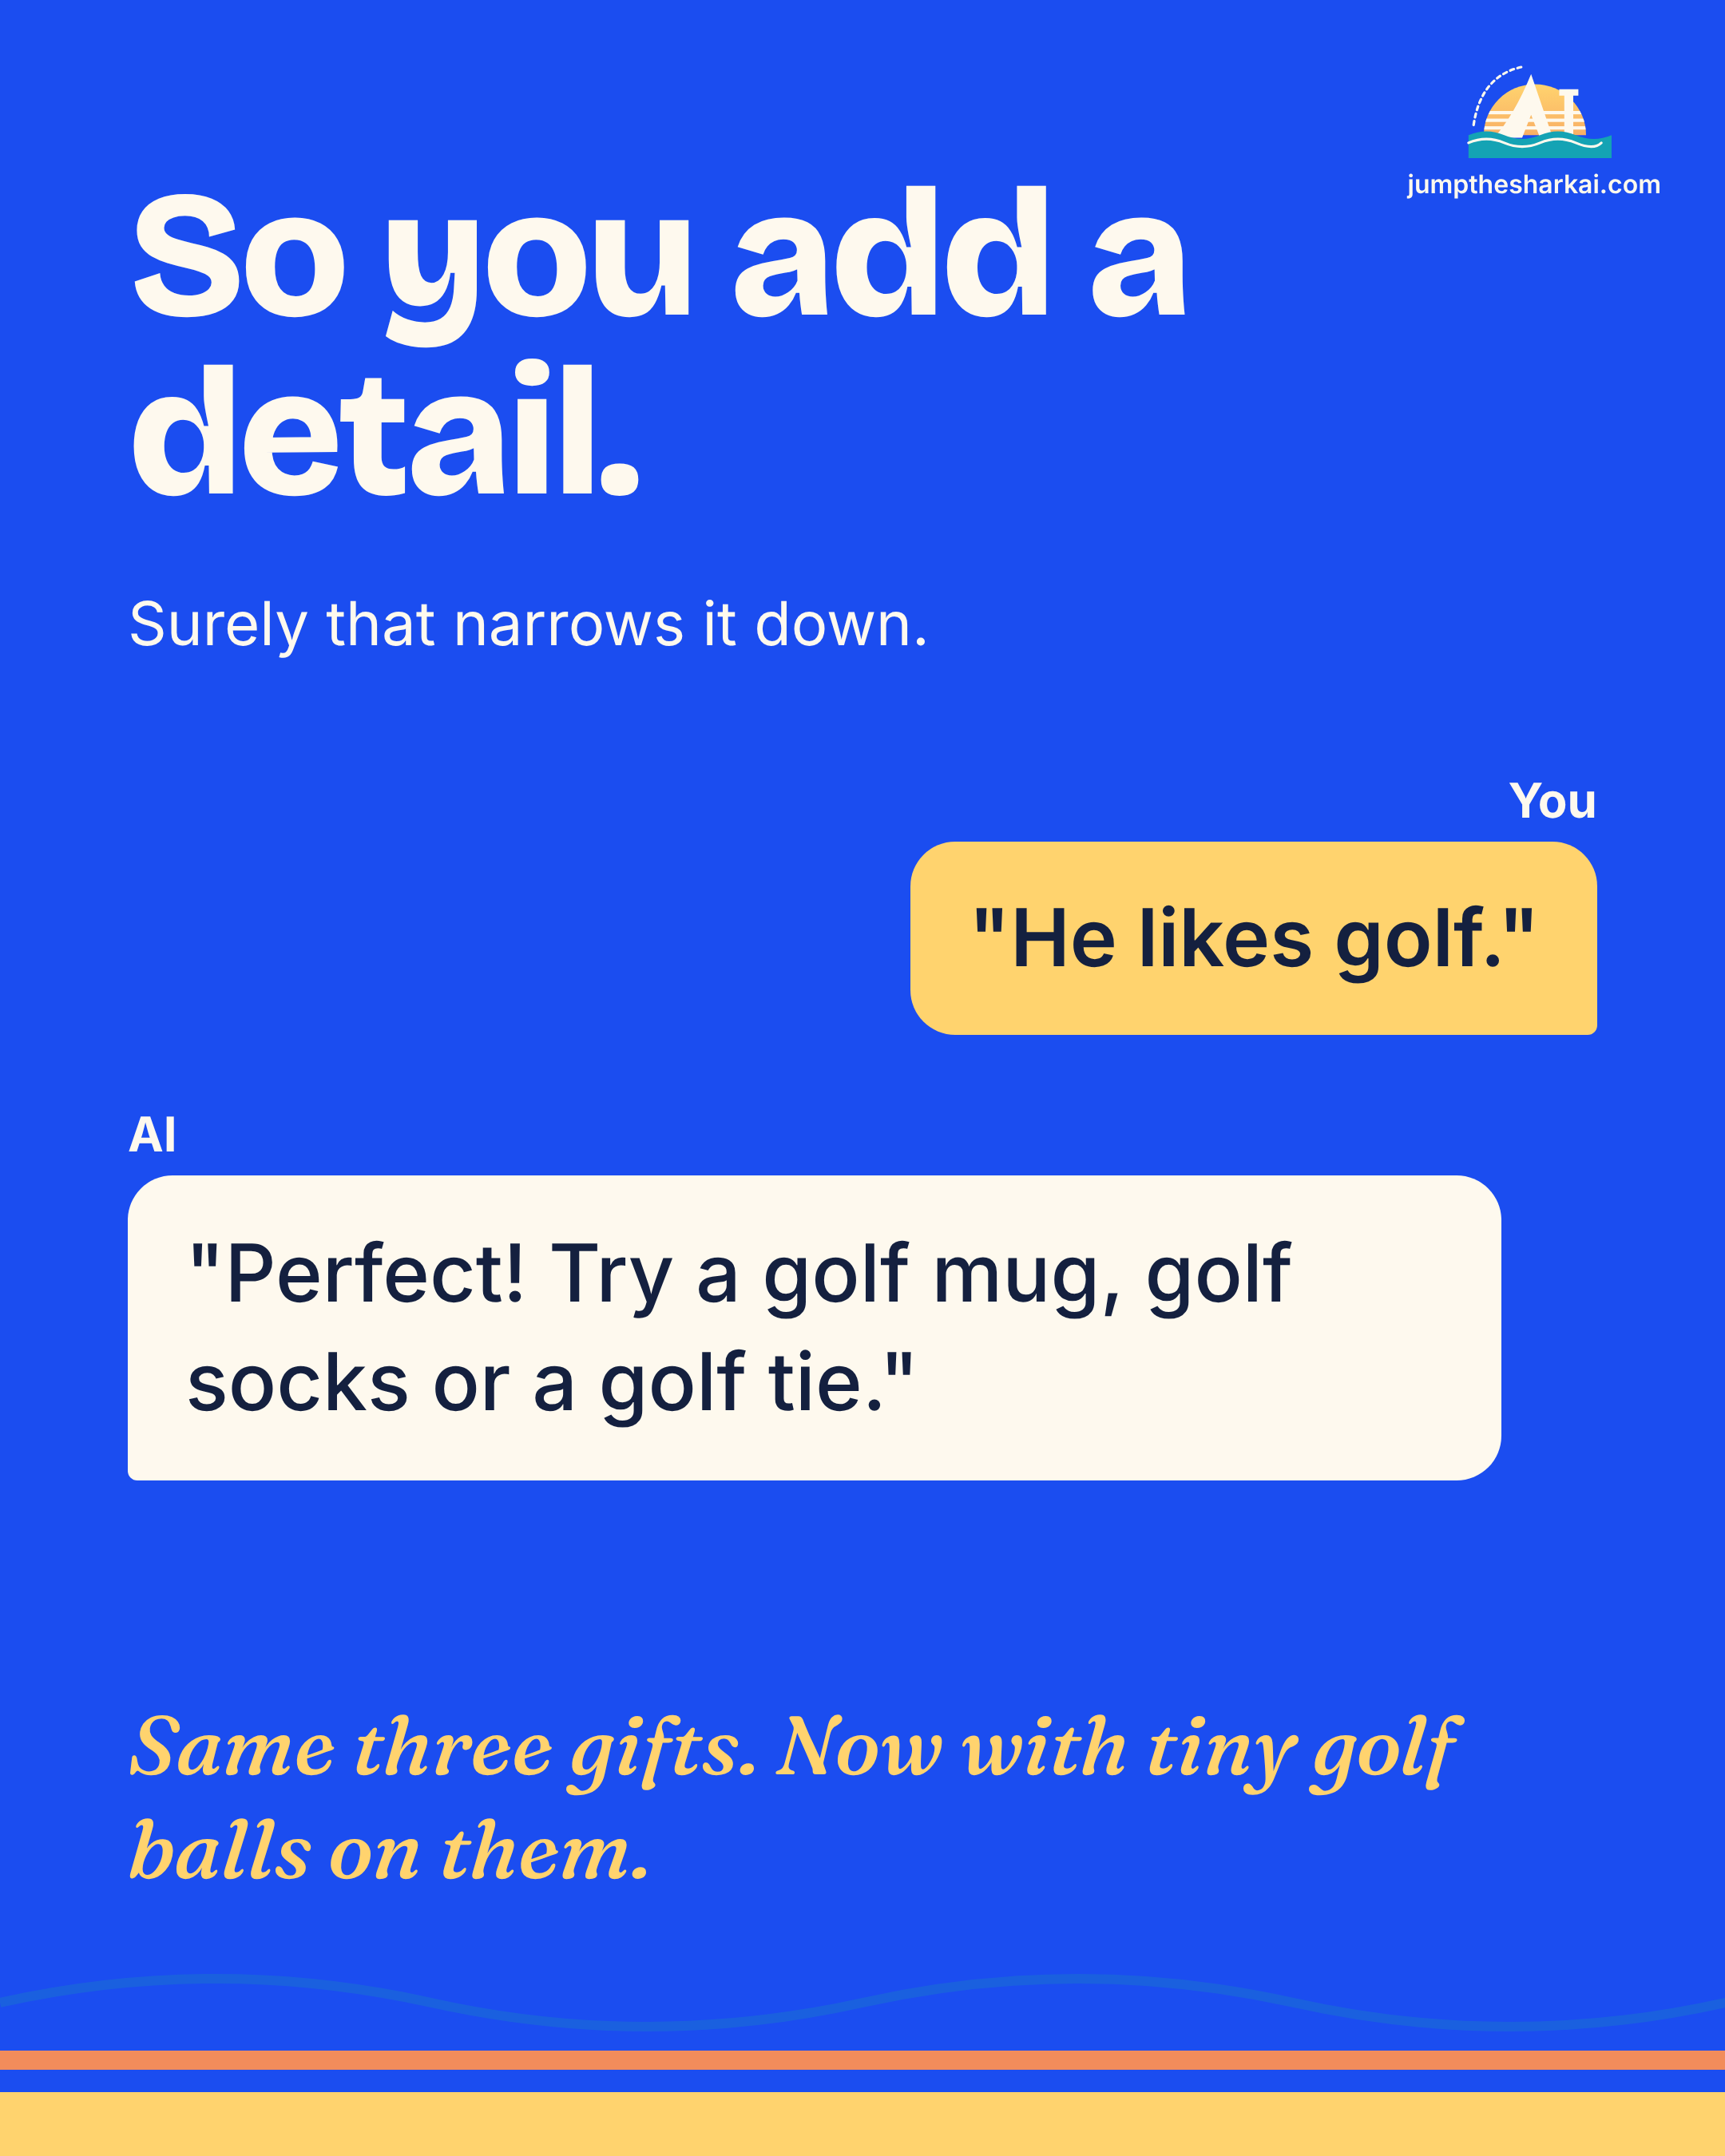 AI
jumpthesharkai.com
So you add a
detail.
Surely that narrows it down.
You
"He likes golf."
AI
"Perfect! Try a golf mug, golf
socks or a golf tie."
Same three gifts. Now with tiny golf
balls on them.